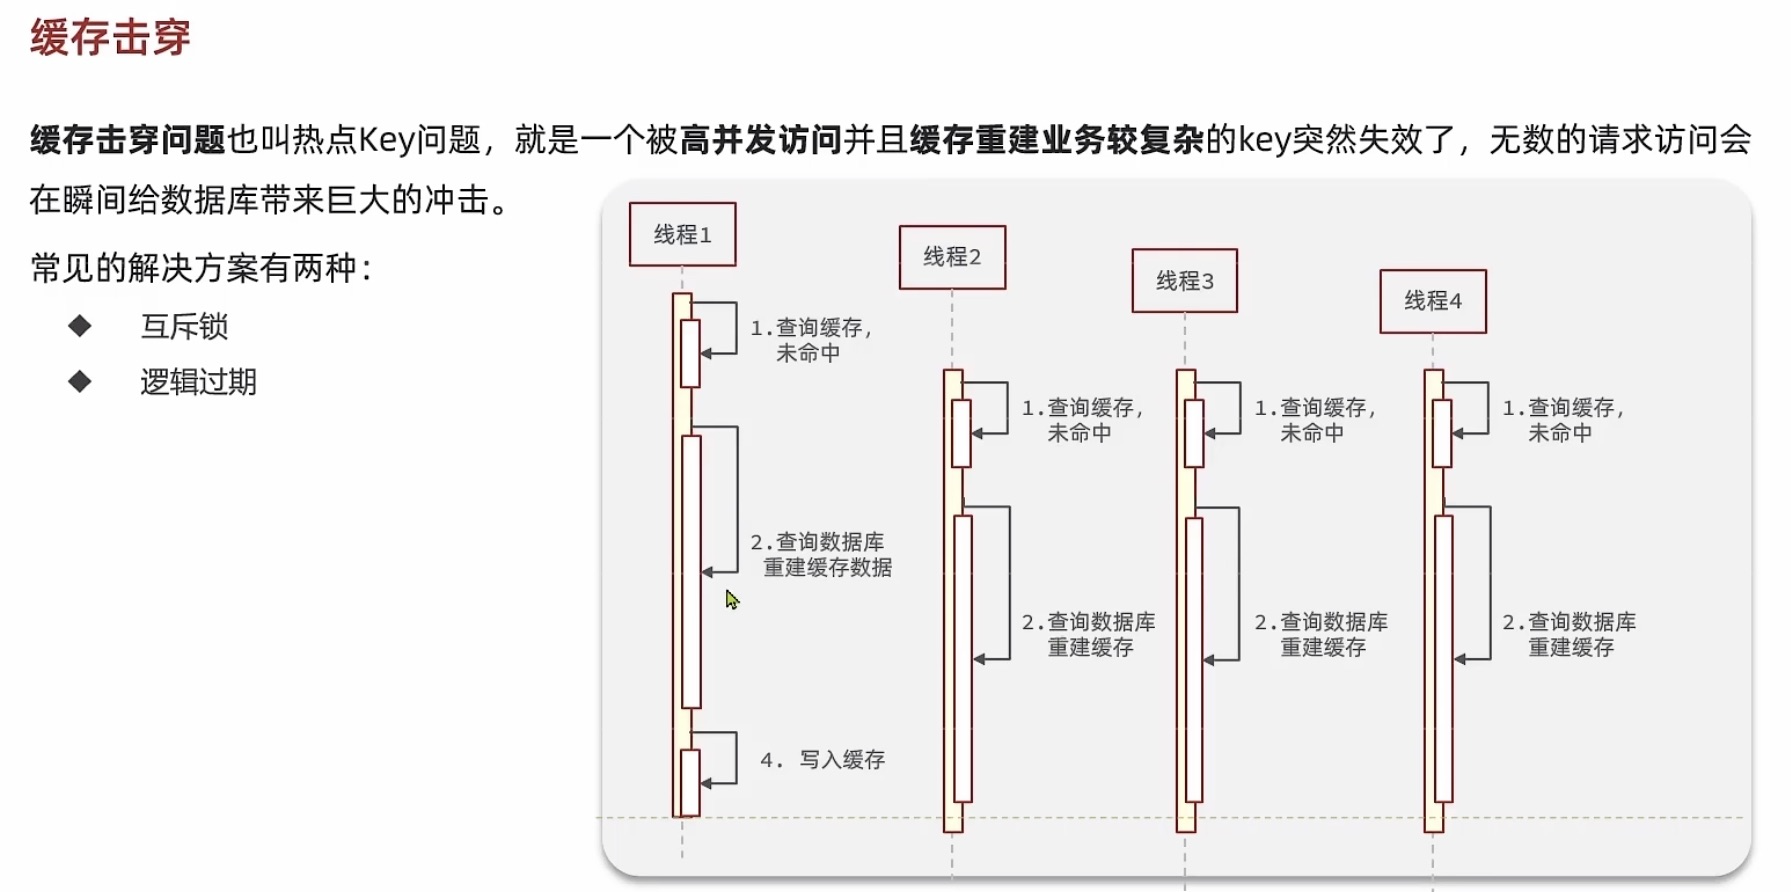 缓存击穿
缓存击穿问题也叫热点Key问题，就是一个被高并发访问并且缓存重建业务较复杂的key突然失效了，无数的请求访问会
在瞬间给数据库带来巨大的冲击。
常见的解决方案有两种：
互斥锁
逻辑过期
线程1
1.查询缓存，
未命中
2.查询数据库
重建缓存数据
4. 写入缓存
线程2
1.查询缓存，
未命中
2.查询数据库
重建缓存
线程3
1.查询缓存，
未命中
2.查询数据库
重建缓存
线程4
1.查询缓存，
未命中
2.查询数据库
重建缓存